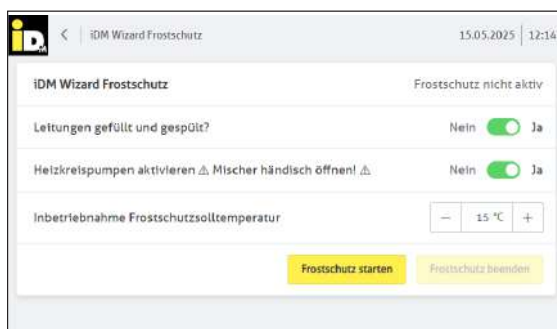 iDM
iDM Wizard Frostschutz
15.05.2025 12:14
iDM Wizard Frostschutz Frostschutz nicht aktiv
Leitungen gefüllt und gespült? Nein Ja
Heizkreispumpen aktivieren ⚠ Mischer händisch öffnen! ⚠ Nein Ja
Inbetriebnahme Frostschutzsolltemperatur − 15 °C +
Frostschutz starten Frostschutz beenden